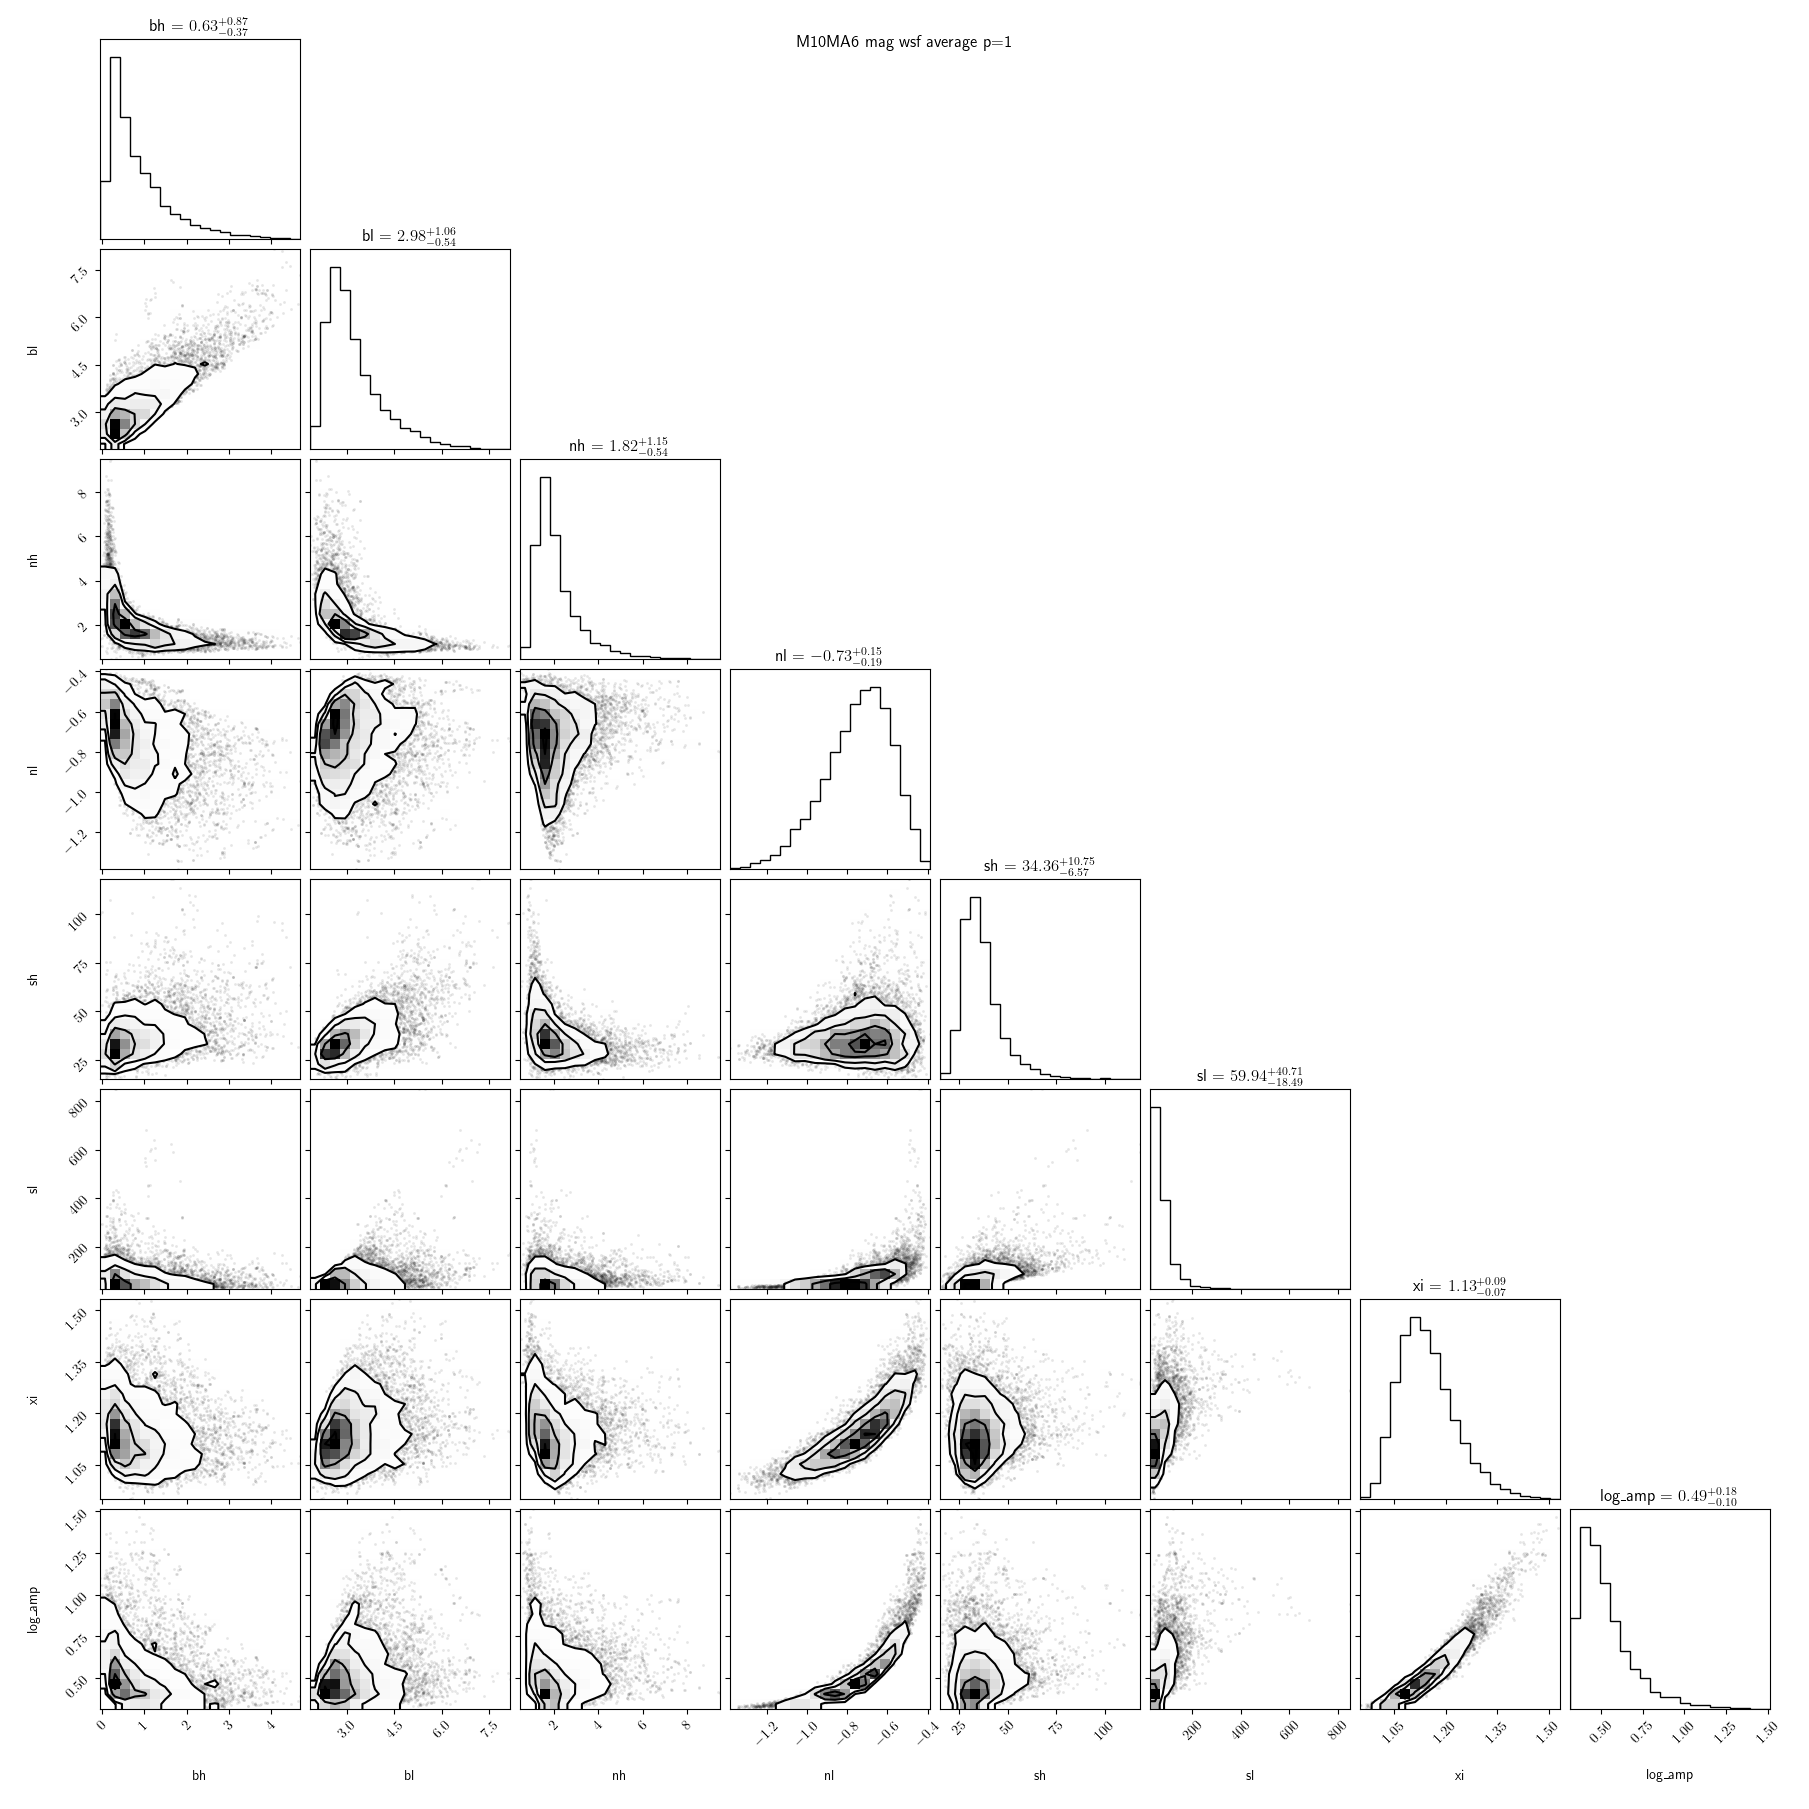 M10MA6 mag wsf average p=1
bh = 0.63+0.87−0.37
bl = 2.98+1.06−0.54
nh = 1.82+1.15−0.54
nl = −0.73+0.15−0.19
sh = 34.36+10.75−6.57
sl = 59.94+40.71−18.49
xi = 1.13+0.09−0.07
log_amp = 0.49+0.18−0.10
bl
7.5
6.0
4.5
3.0
nh
8
6
4
2
nl
−0.4
−0.6
−0.8
−1.0
−1.2
sh
100
75
50
25
sl
800
600
400
200
xi
1.50
1.35
1.20
1.05
log_amp
1.50
1.25
1.00
0.75
0.50
0 1 2 3 4
3.0 4.5 6.0 7.5
2 4 6 8
−1.2 −1.0 −0.8 −0.6 −0.4
25 50 75 100
200 400 600 800
1.05 1.20 1.35 1.50
0.50 0.75 1.00 1.25 1.50
bh bl nh nl sh sl xi log_amp